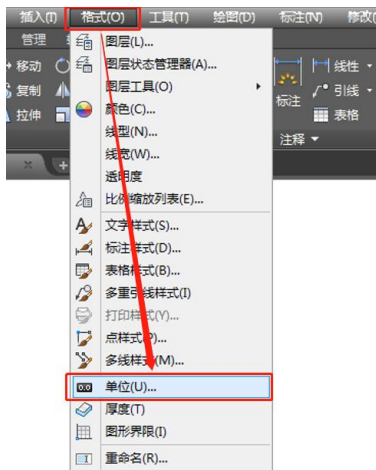 插入(I) 格式(O) 工具(T) 绘图(D) 标注(N) 修改(
管理
移动
复制
拉伸
标注
线性
引线
表格
注释
图层(L)...
图层状态管理器(A)...
图层工具(O)
颜色(C)...
线型(N)...
线宽(W)...
透明度
比例缩放列表(E)...
文字样式(S)...
标注样式(D)...
表格样式(B)...
多重引线样式(I)
打印样式(Y)...
点样式(P)...
多线样式(M)...
0.0 单位(U)...
厚度(T)
图形界限(I)
重命名(R)...